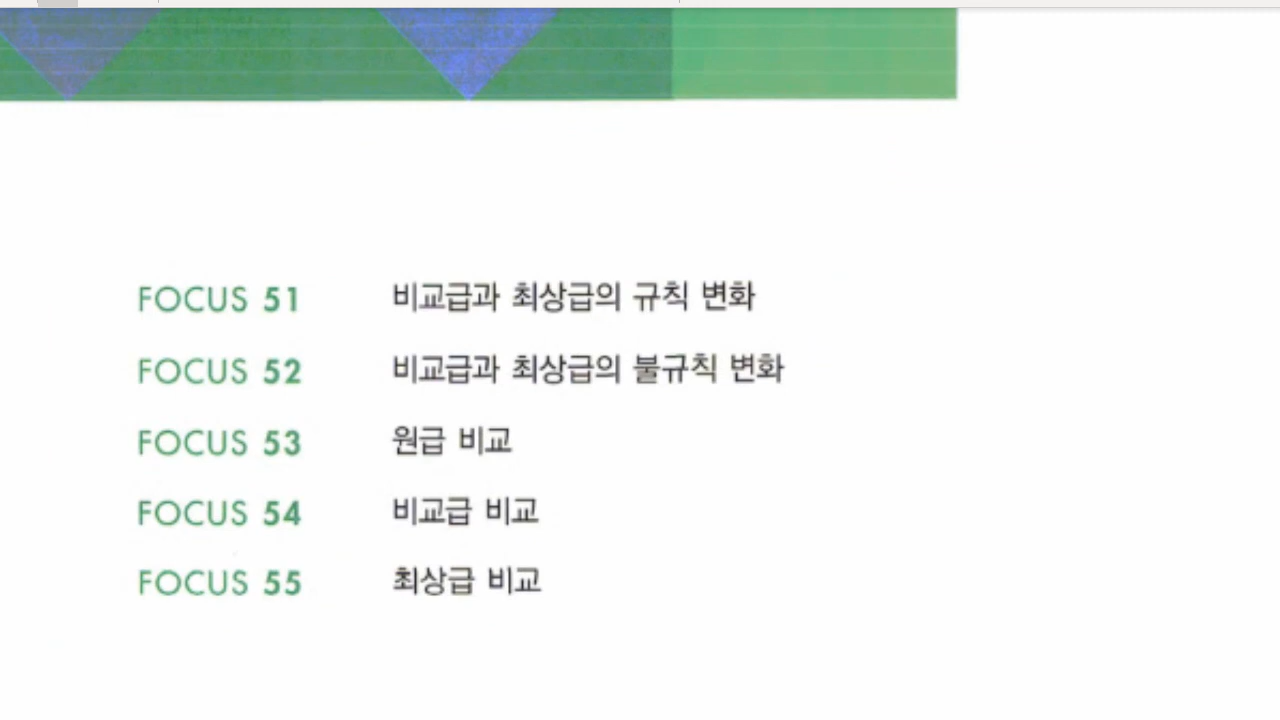 FOCUS 51 비교급과 최상급의 규칙 변화
FOCUS 52 비교급과 최상급의 불규칙 변화
FOCUS 53 원급 비교
FOCUS 54 비교급 비교
FOCUS 55 최상급 비교